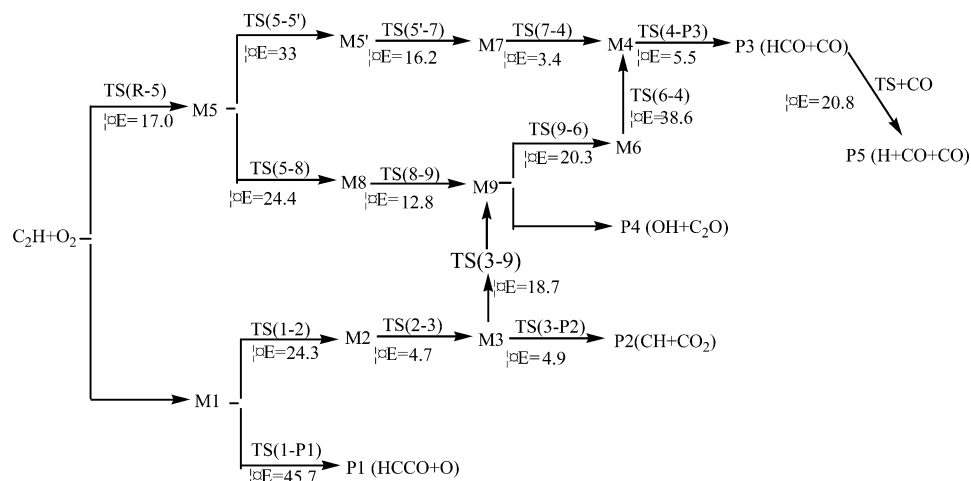 TS(5-5')
¦¤E= 33
M5'
TS(5'-7)
¦¤E= 16.2
M7
TS(7-4)
¦¤E= 3.4
M4
TS(4-P3)
¦¤E= 5.5
P3 (HCO+CO)
TS+CO
¦¤E= 20.8
P5 (H+CO+CO)
TS(R-5)
¦¤E= 17.0
M5
TS(6-4)
¦¤E=38.6
TS(9-6)
¦¤E= 20.3
M6
TS(5-8)
¦¤E= 24.4
M8
TS(8-9)
¦¤E= 12.8
M9
P4 (OH+C₂O)
C₂H+O₂
TS(3-9)
¦¤E=18.7
TS(1-2)
¦¤E= 24.3
M2
TS(2-3)
¦¤E= 4.7
M3
TS(3-P2)
¦¤E= 4.9
P2(CH+CO₂)
M1
TS(1-P1)
¦¤E=45.7
P1 (HCCO+O)